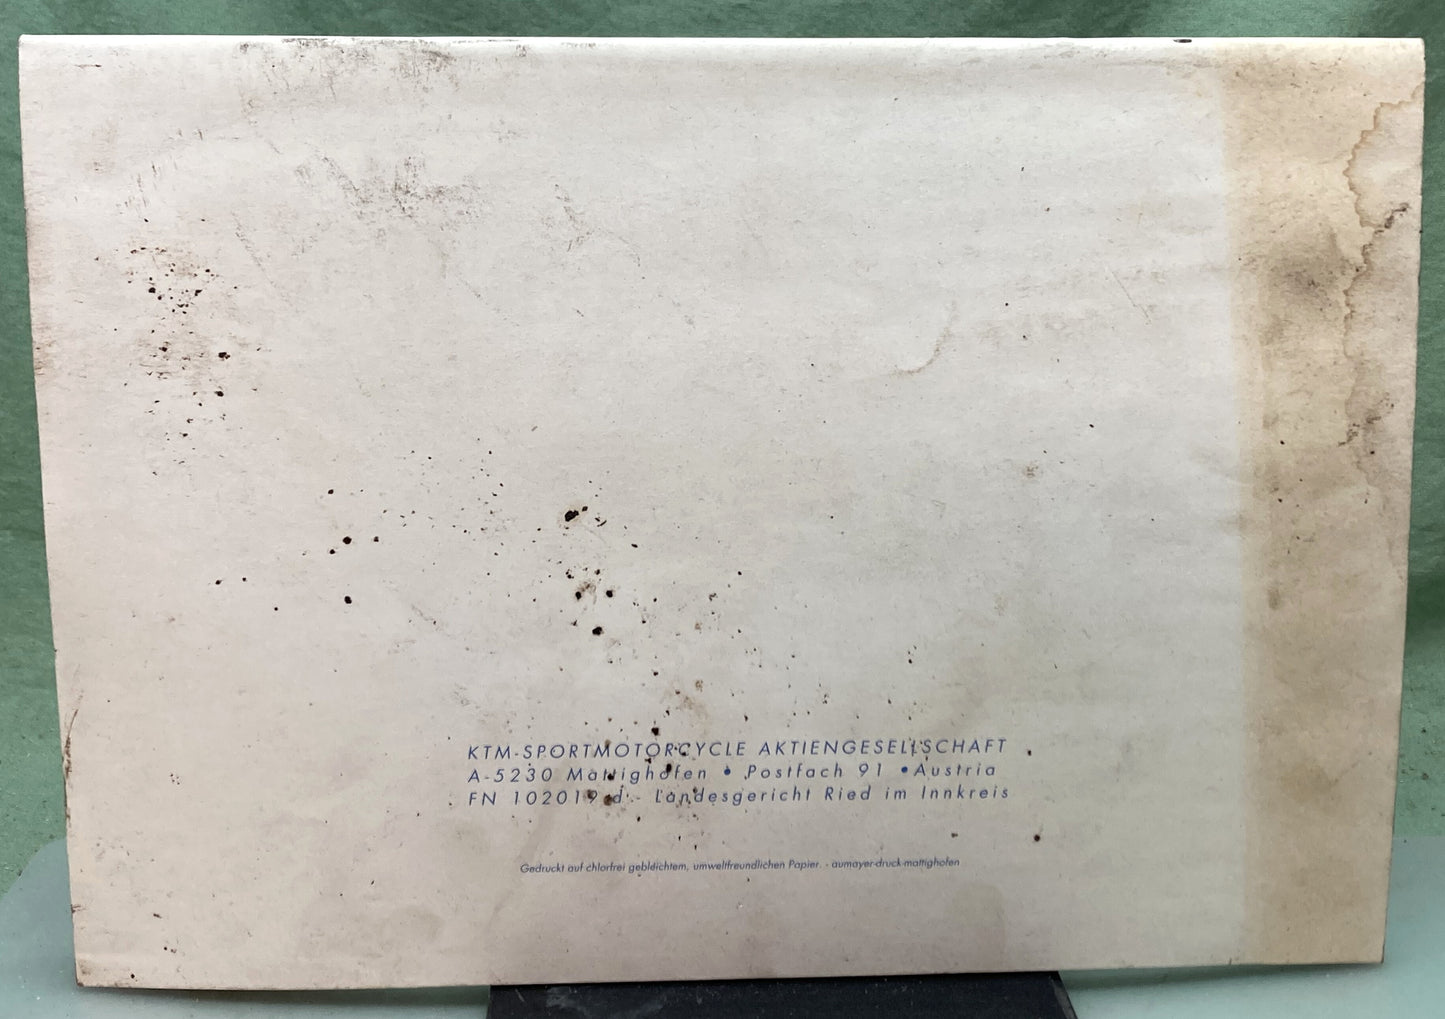 KTM-SPORTMOTORCYCLE AKTIENGESELLSCHAFT
A-5230 Mattighofen • Postfach 91 • Austria
FN 102019 d - Landesgericht Ried im Innkreis
Gedruckt auf chlorfrei gebleichtem, umweltfreundlichen Papier. - aumayer-druck-mattighofen